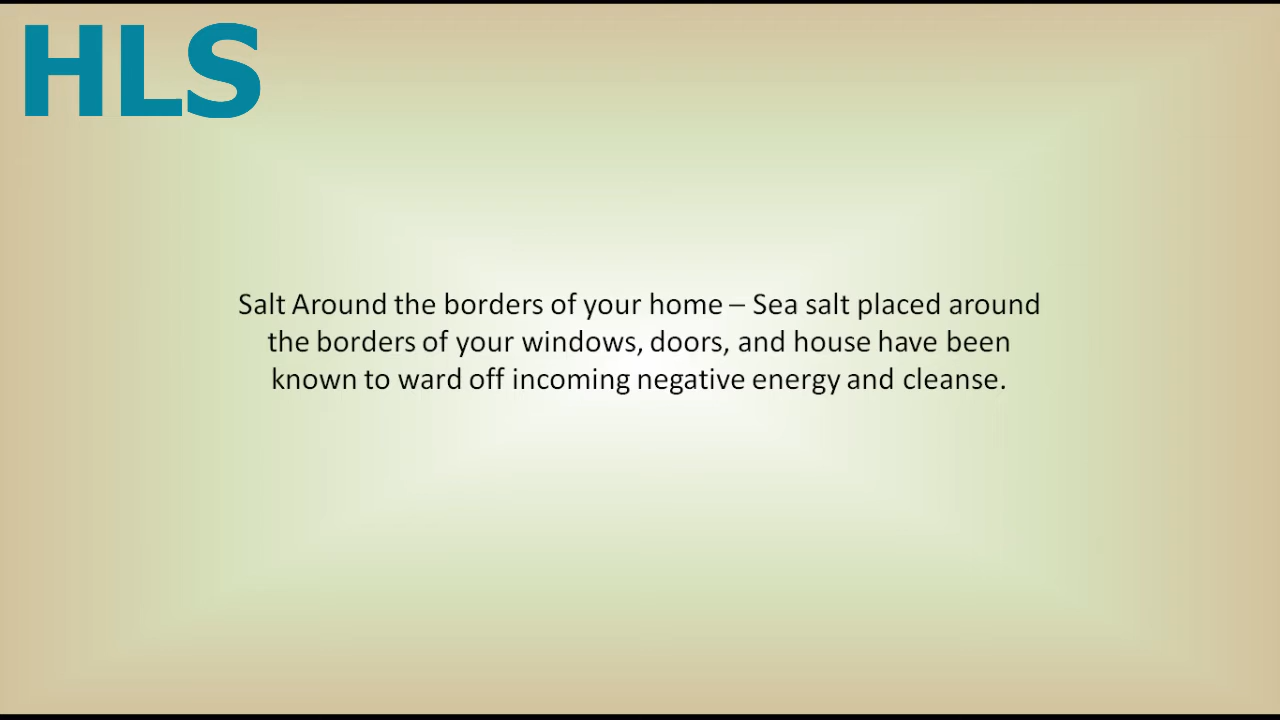 HLS
Salt Around the borders of your home – Sea salt placed around
the borders of your windows, doors, and house have been
known to ward off incoming negative energy and cleanse.